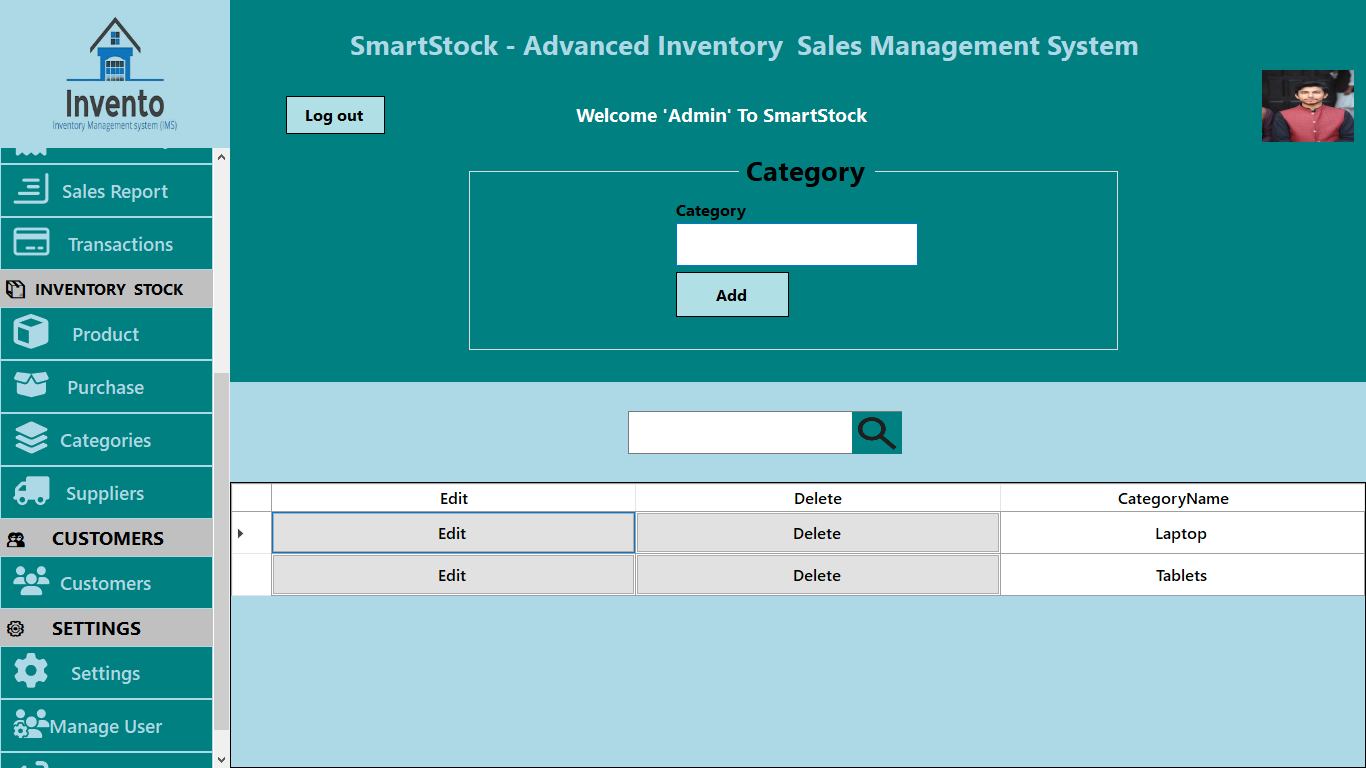 Invento
Inventory Management system (IMS)
Sales Report
Transactions
INVENTORY STOCK
Product
Purchase
Categories
Suppliers
CUSTOMERS
Customers
SETTINGS
Settings
Manage User
SmartStock - Advanced Inventory Sales Management System
Log out
Welcome 'Admin' To SmartStock
Category
Category
Add
Edit Delete CategoryName
Edit Delete Laptop
Edit Delete Tablets